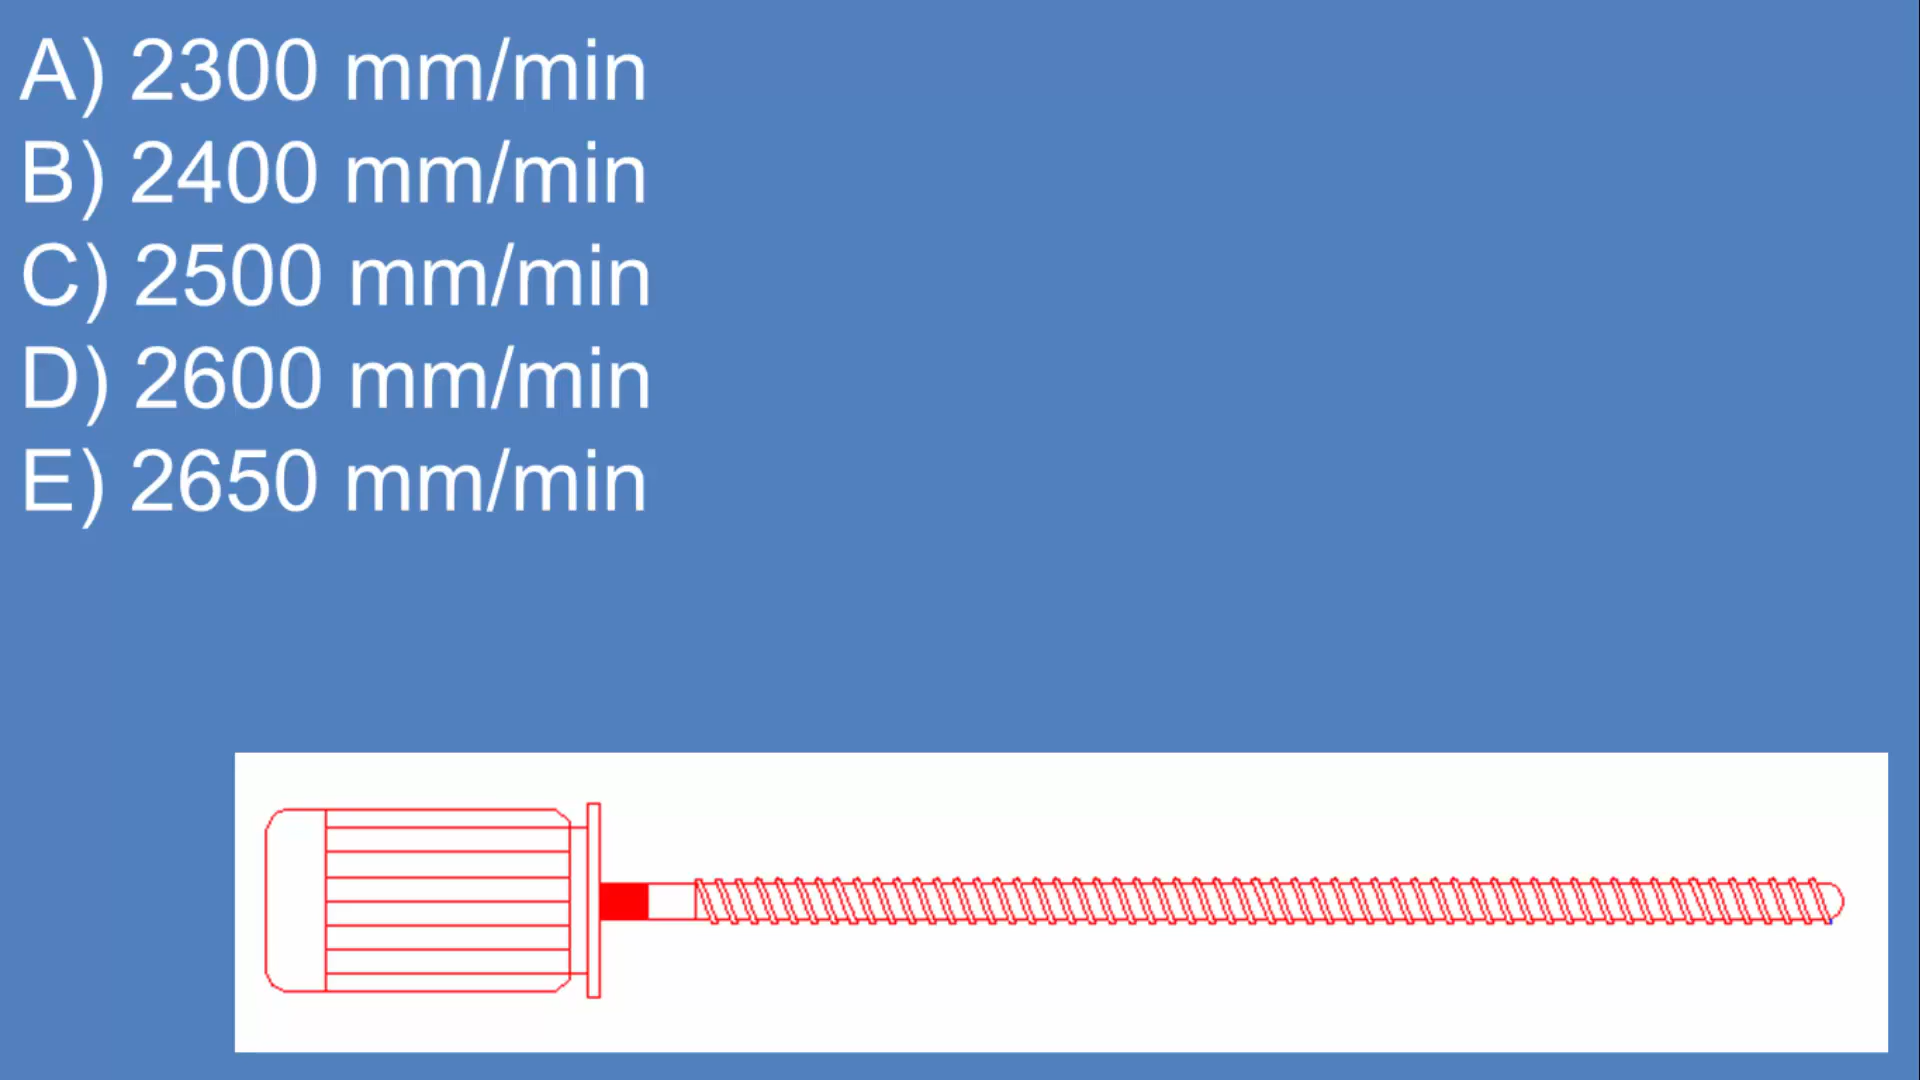 A) 2300 mm/min
B) 2400 mm/min
C) 2500 mm/min
D) 2600 mm/min
E) 2650 mm/min